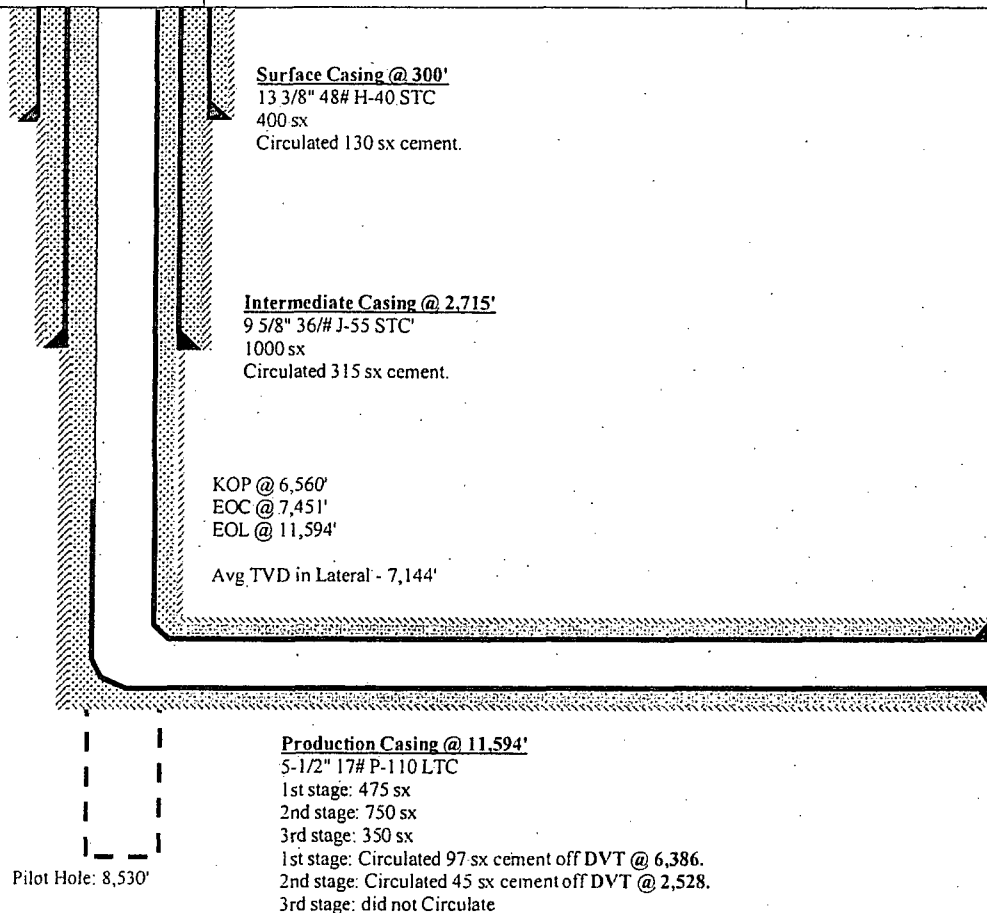 Surface Casing @ 300'
13 3/8" 48# H-40 STC
400 sx
Circulated 130 sx cement.
Intermediate Casing @ 2,715'
9 5/8" 36/# J-55 STC'
1000 sx
Circulated 315 sx cement.
KOP @ 6,560'
EOC @ 7,451'
EOL @ 11,594'
Avg TVD in Lateral - 7,144'
Production Casing @ 11,594'
5-1/2" 17# P-110 LTC
1st stage: 475 sx
2nd stage: 750 sx
3rd stage: 350 sx
1st stage: Circulated 97 sx cement off DVT @ 6,386.
2nd stage: Circulated 45 sx cement off DVT @ 2,528.
3rd stage: did not Circulate
Pilot Hole: 8,530'